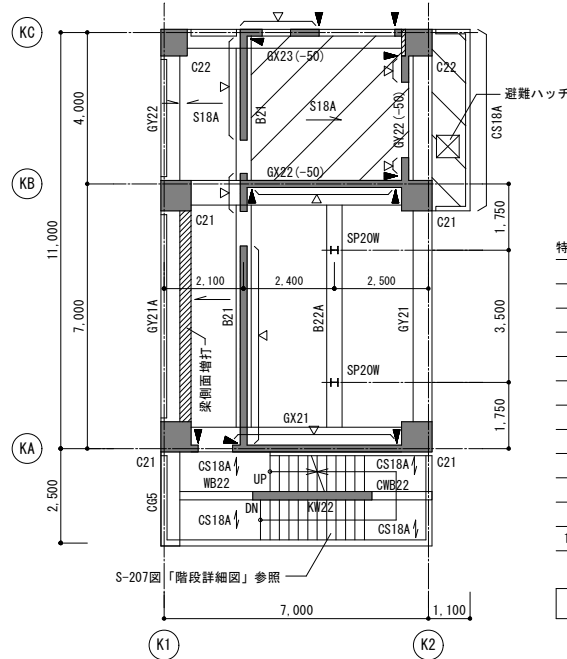 KC
C22
GX23(-50)
C22
避難ハッチ
CS18A
4,000
GY22
S18A
B21
S18A
GY22(-50)
GX22(-50)
KB
C21
C21
1,750
SP20W
11,000
7,000
2,100
2,400
2,500
3,500
GY21A
梁側面増打
B21
B22A
GY21
SP20W
1,750
GX21
KA
C21
CS18A
CS18A
C21
WB22
UP
CWB22
2,500
CG5
DN
KW22
CS18A
CS18A
S-207図「階段詳細図」参照
7,000
1,100
K1
K2
特
1